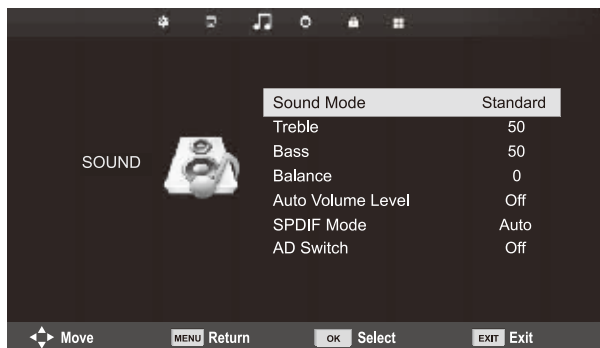 SOUND
Sound Mode Standard
Treble 50
Bass 50
Balance 0
Auto Volume Level Off
SPDIF Mode Auto
AD Switch Off
Move MENU Return OK Select EXIT Exit